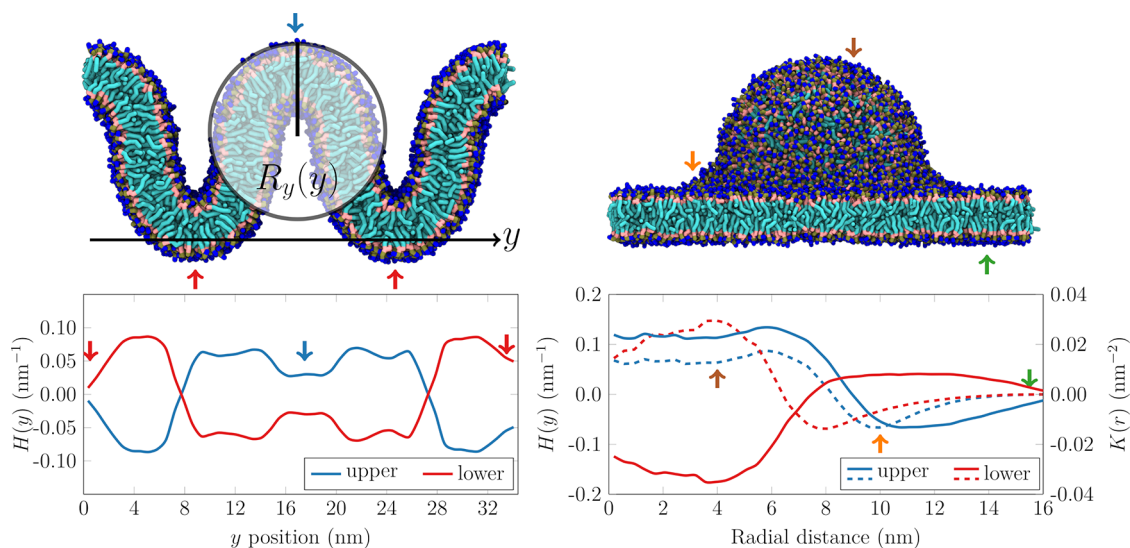 R_y(y)
y
0.10
0.05
0.00
-0.05
-0.10
H(y) (nm⁻¹)
upper lower
0 4 8 12 16 20 24 28 32
y position (nm)
0.2
0.1
0.0
-0.1
-0.2
H(y) (nm⁻¹)
0.04
0.02
0.00
-0.02
-0.04
K(r) (nm⁻²)
upper lower
0 2 4 6 8 10 12 14 16
Radial distance (nm)